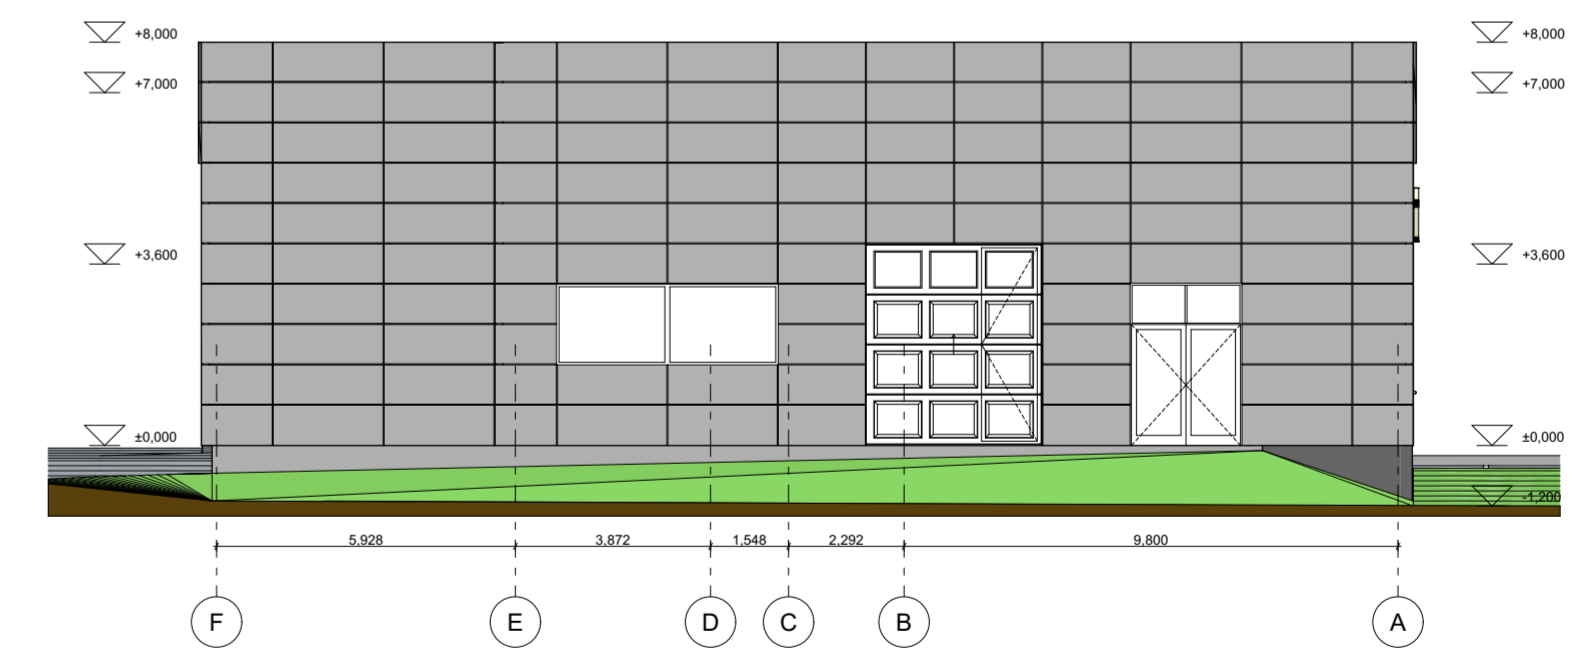 +8,000 +8,000
+7,000 +7,000
+3,600 +3,600
±0,000 ±0,000
-1,200
5,928 3,872 1,548 2,292 9,800
F E D C B A